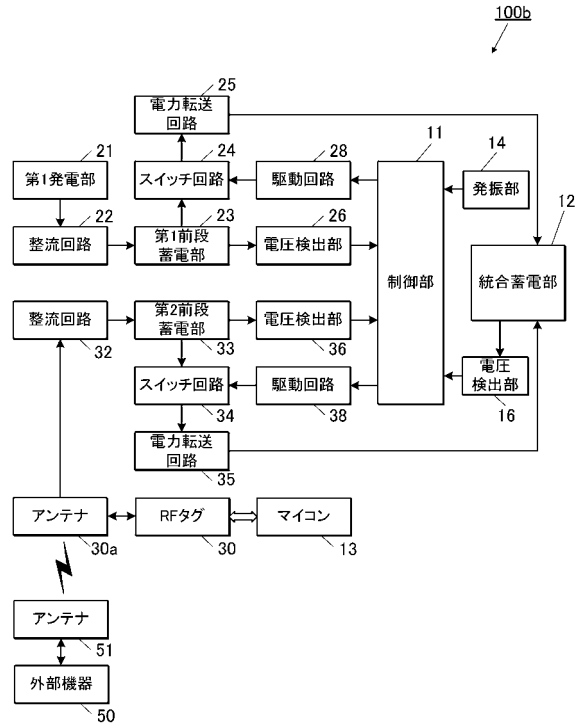 100b
25
電力転送
回路
21
24
28
11
14
第1発電部
スイッチ回路
駆動回路
発振部
12
22
23
26
整流回路
第1前段
蓄電部
電圧検出部
制御部
統合蓄電部
整流回路
第2前段
蓄電部
電圧検出部
32
33
36
電圧
検出部
スイッチ回路
駆動回路
16
34
38
電力転送
回路
35
アンテナ
RFタグ
マイコン
30a
30
13
アンテナ
51
外部機器
50